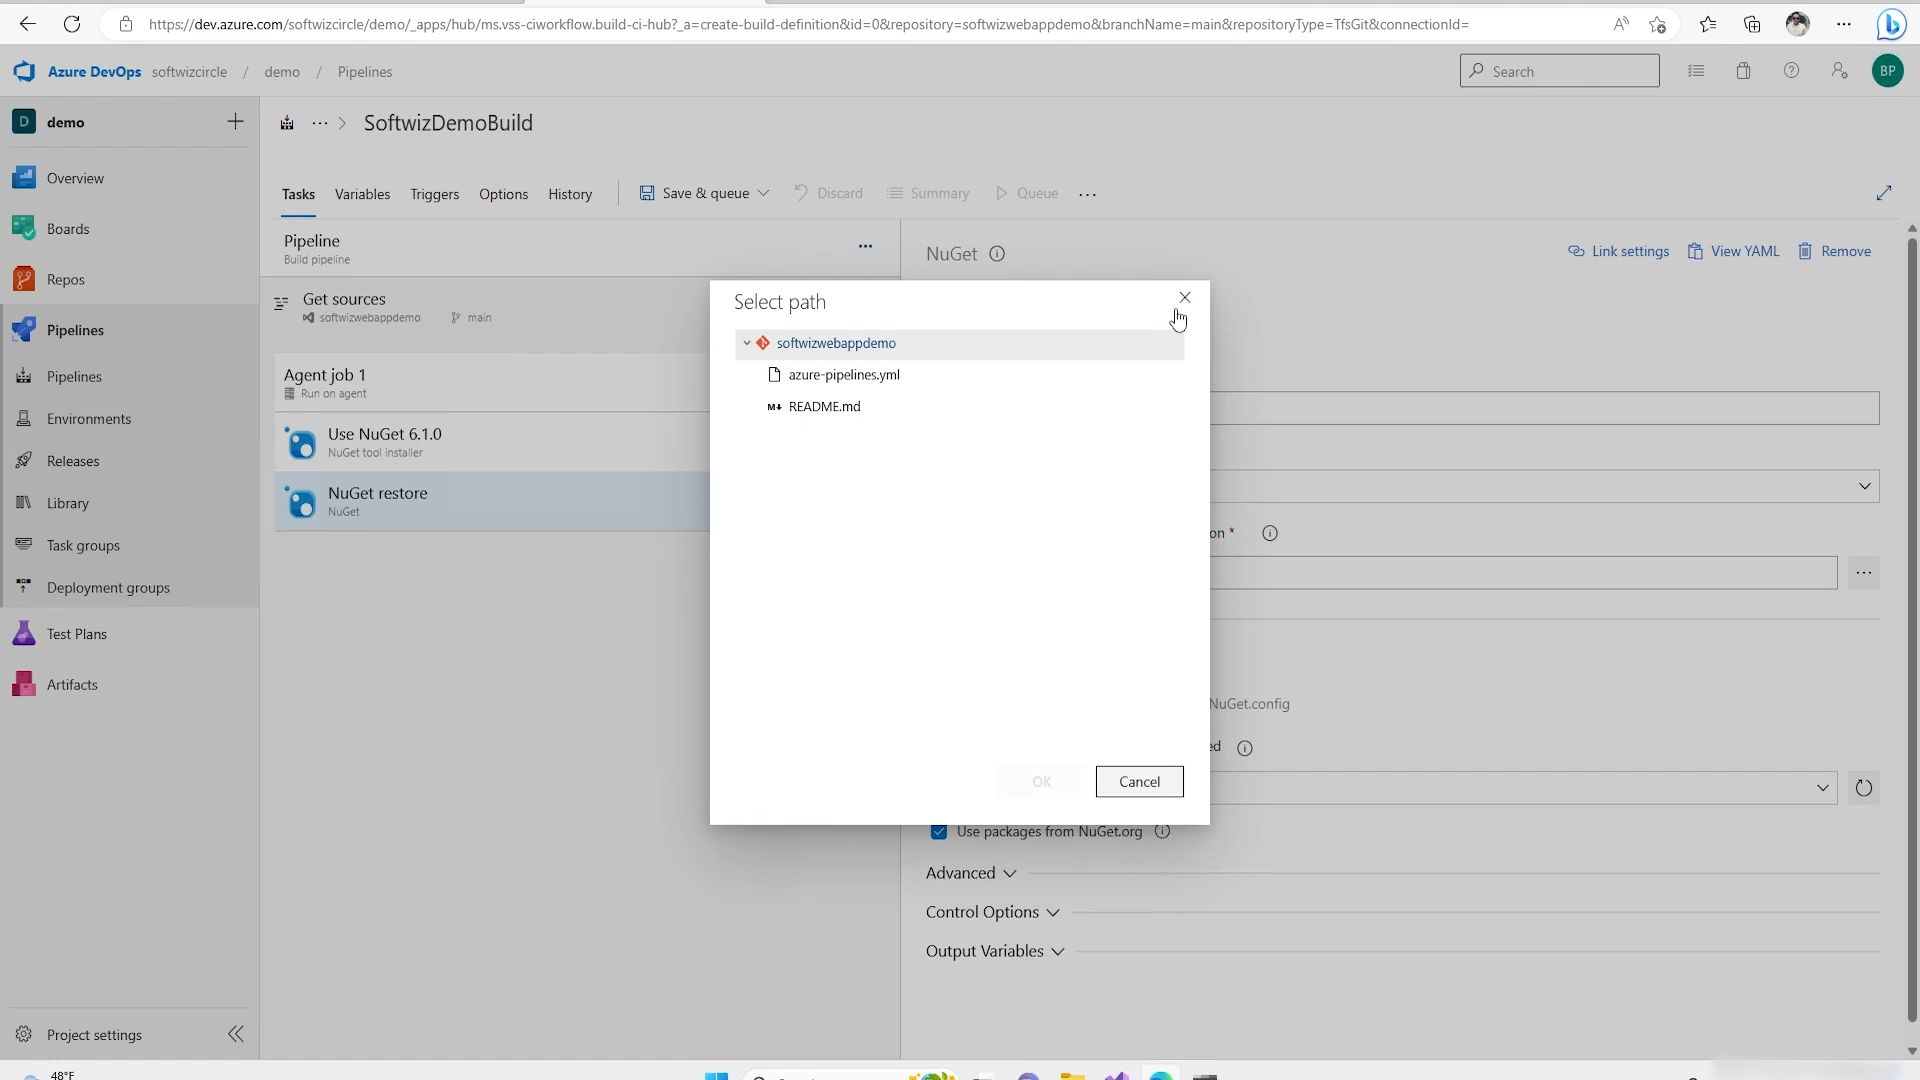 https://dev.azure.com/softwizcircle/demo/_apps/hub/ms.vss-ciworkflow.build-ci-hub?_a=create-build-definition&id=0&repository=softwizwebappdemo&branchName=main&repositoryType=TfsGit&connectionId=
Azure DevOps softwizcircle / demo / Pipelines
Search
BP
D demo
SoftwizDemoBuild
Overview
Tasks Variables Triggers Options History Save & queue Discard Summary Queue
Boards
Pipeline
Build pipeline
NuGet
Link settings View YAML Remove
Repos
Get sources
softwizwebappdemo main
Select path
softwizwebappdemo
azure-pipelines.yml
README.md
Pipelines
Pipelines
Agent job 1
Run on agent
Environments
Use NuGet 6.1.0
NuGet tool installer
Releases
NuGet restore
NuGet
Library
on *
Task groups
Deployment groups
Test Plans
Artifacts
NuGet.config
ed
OK Cancel
Use packages from NuGet.org
Advanced
Control Options
Output Variables
Project settings
48°F